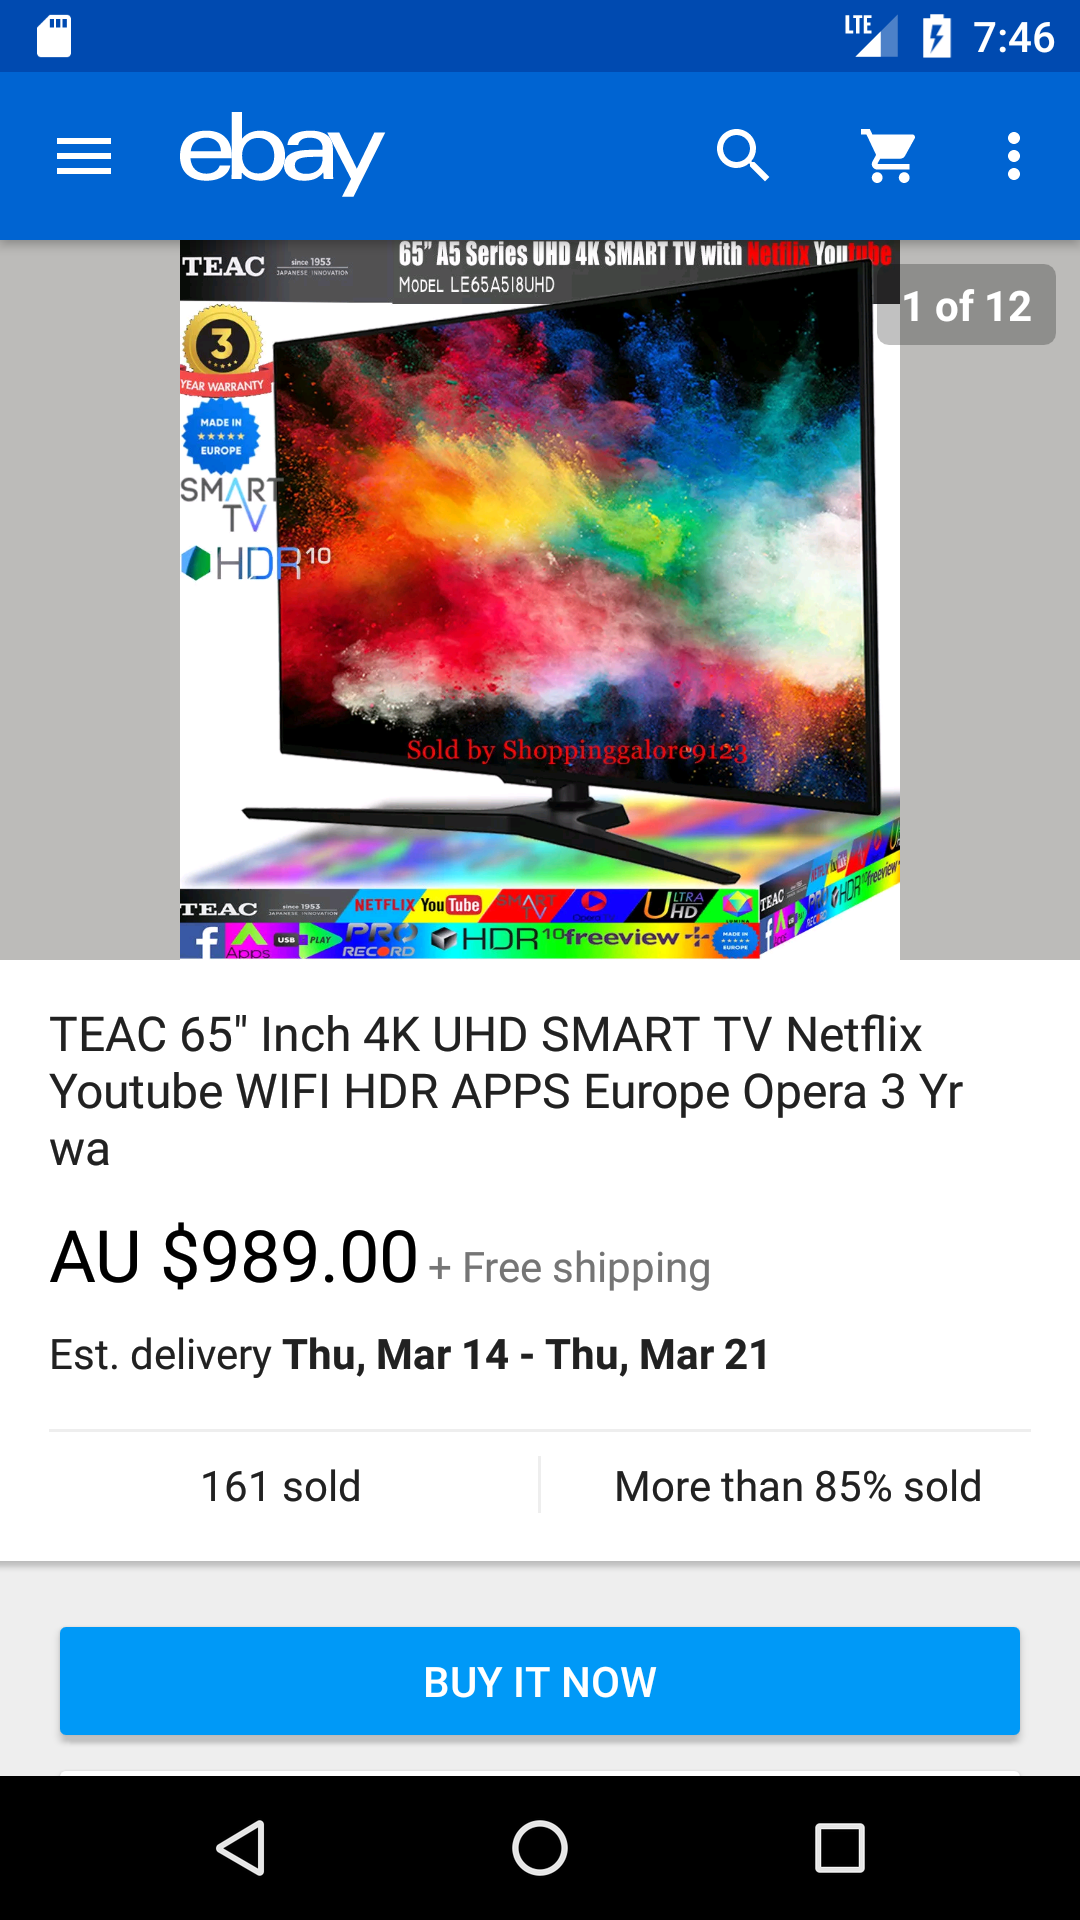 LTE 7:46
ebay
65" A5 Series UHD 4K SMART TV with Netflix Youtube
TEAC since 1953
JAPANESE INNOVATION
MODEL LE65A518UHD
1 of 12
3
YEAR WARRANTY
MADE IN
EUROPE
SMART
TV
HDR10
Sold by Shoppinggalore9123
TEAC since 1953
JAPANESE INNOVATION
NETFLIX YouTube SMART TV ULTRA HD
f Apps USB PLAY PRO RECORD HDR10 freeview+ MADE IN EUROPE
TEAC HDR10 freeview
TEAC 65" Inch 4K UHD SMART TV Netflix
Youtube WIFI HDR APPS Europe Opera 3 Yr
wa
AU $989.00 + Free shipping
Est. delivery Thu, Mar 14 - Thu, Mar 21
161 sold
More than 85% sold
BUY IT NOW